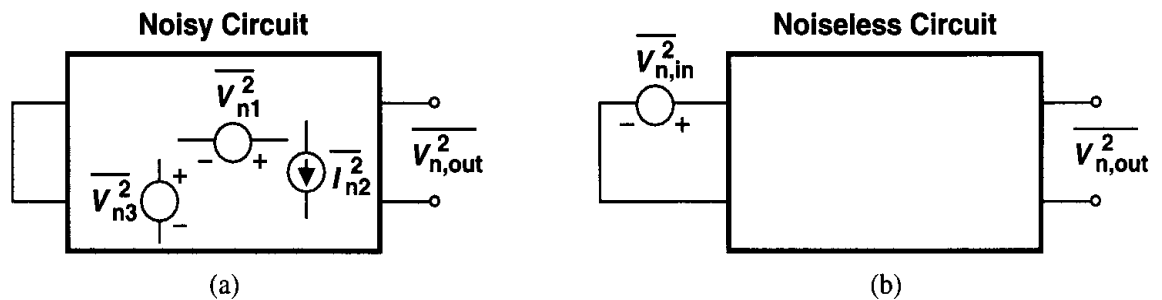 Noisy Circuit
V²n1
− +
I²n2
V²n3
+
−
V²n,out
(a)
Noiseless Circuit
V²n,in
− +
V²n,out
(b)